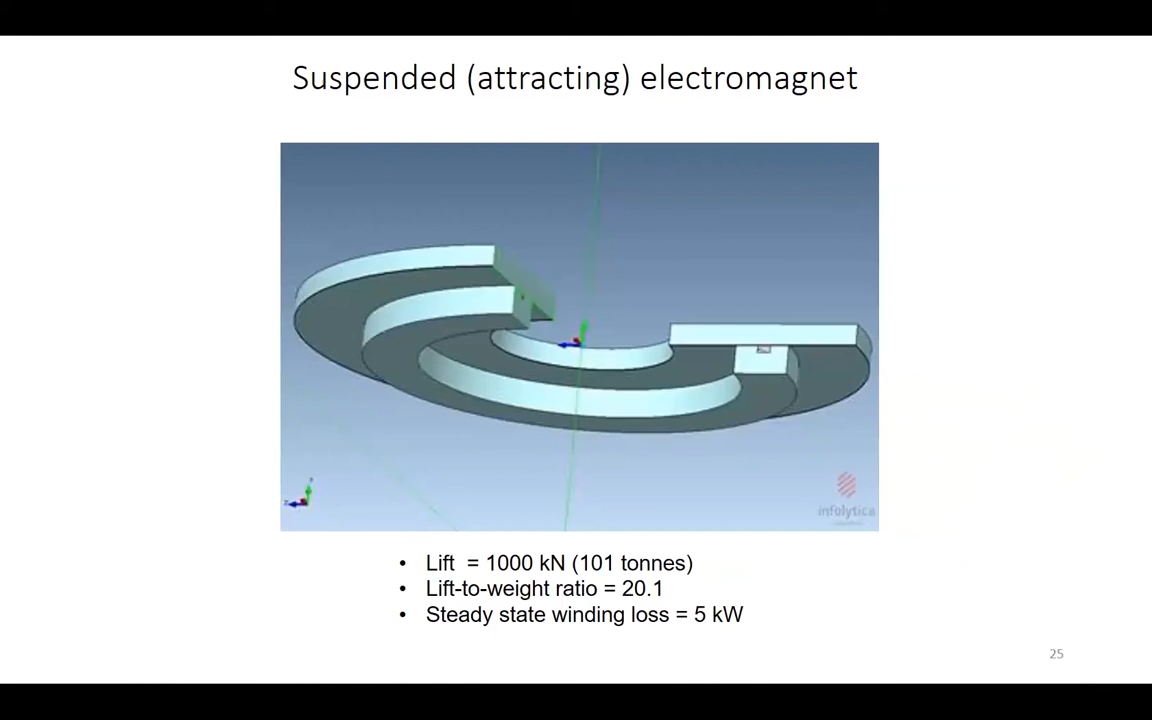 Suspended (attracting) electromagnet
infolytica
• Lift = 1000 kN (101 tonnes)
• Lift-to-weight ratio = 20.1
• Steady state winding loss = 5 kW
25